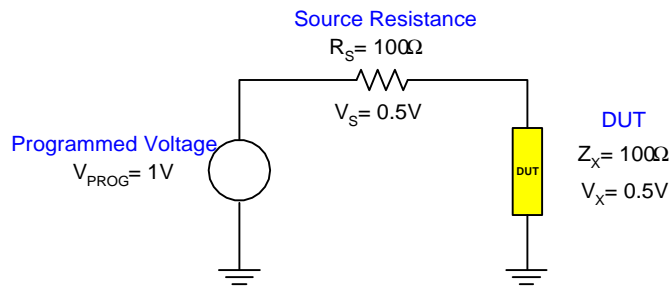 Source Resistance
R_S= 100Ω
V_S= 0.5V
Programmed Voltage
V_PROG= 1V
DUT
DUT
Z_X= 100Ω
V_X= 0.5V